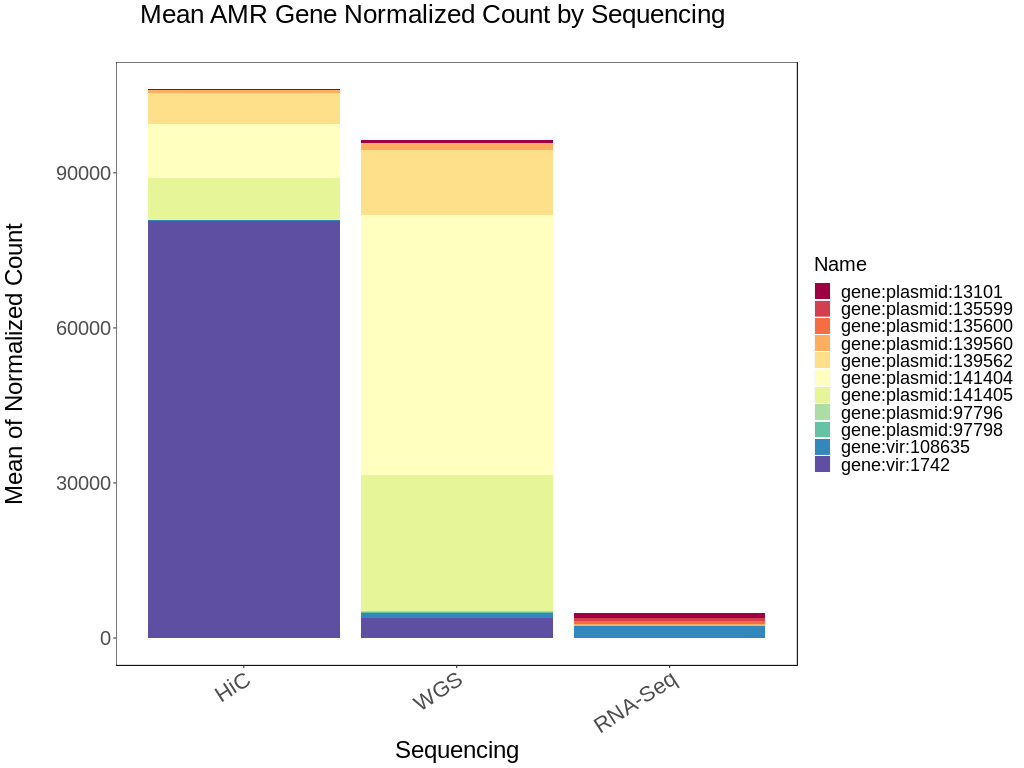 Mean AMR Gene Normalized Count by Sequencing
Mean of Normalized Count
90000
60000
30000
0
HiC
WGS
RNA-Seq
Sequencing
Name
gene:plasmid:13101
gene:plasmid:135599
gene:plasmid:135600
gene:plasmid:139560
gene:plasmid:139562
gene:plasmid:141404
gene:plasmid:141405
gene:plasmid:97796
gene:plasmid:97798
gene:vir:108635
gene:vir:1742